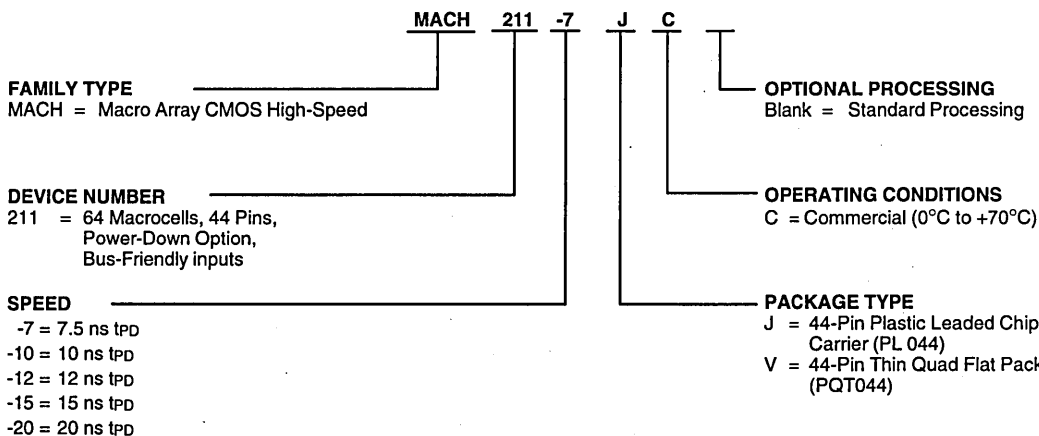 MACH 211 -7 J C
FAMILY TYPE
MACH = Macro Array CMOS High-Speed
OPTIONAL PROCESSING
Blank = Standard Processing
DEVICE NUMBER
211 = 64 Macrocells, 44 Pins,
Power-Down Option,
Bus-Friendly inputs
OPERATING CONDITIONS
C = Commercial (0°C to +70°C)
SPEED
-7 = 7.5 ns tPD
-10 = 10 ns tPD
-12 = 12 ns tPD
-15 = 15 ns tPD
-20 = 20 ns tPD
PACKAGE TYPE
J = 44-Pin Plastic Leaded Chip
Carrier (PL 044)
V = 44-Pin Thin Quad Flat Pack
(PQT044)